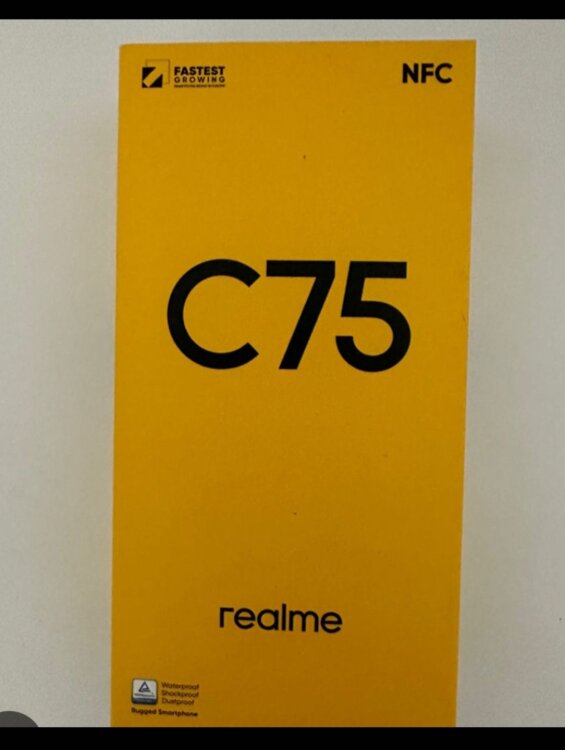 FASTEST
GROWING
NFC
C75
realme
Waterproof
Shockproof
Dustproof
Rugged Smartphone